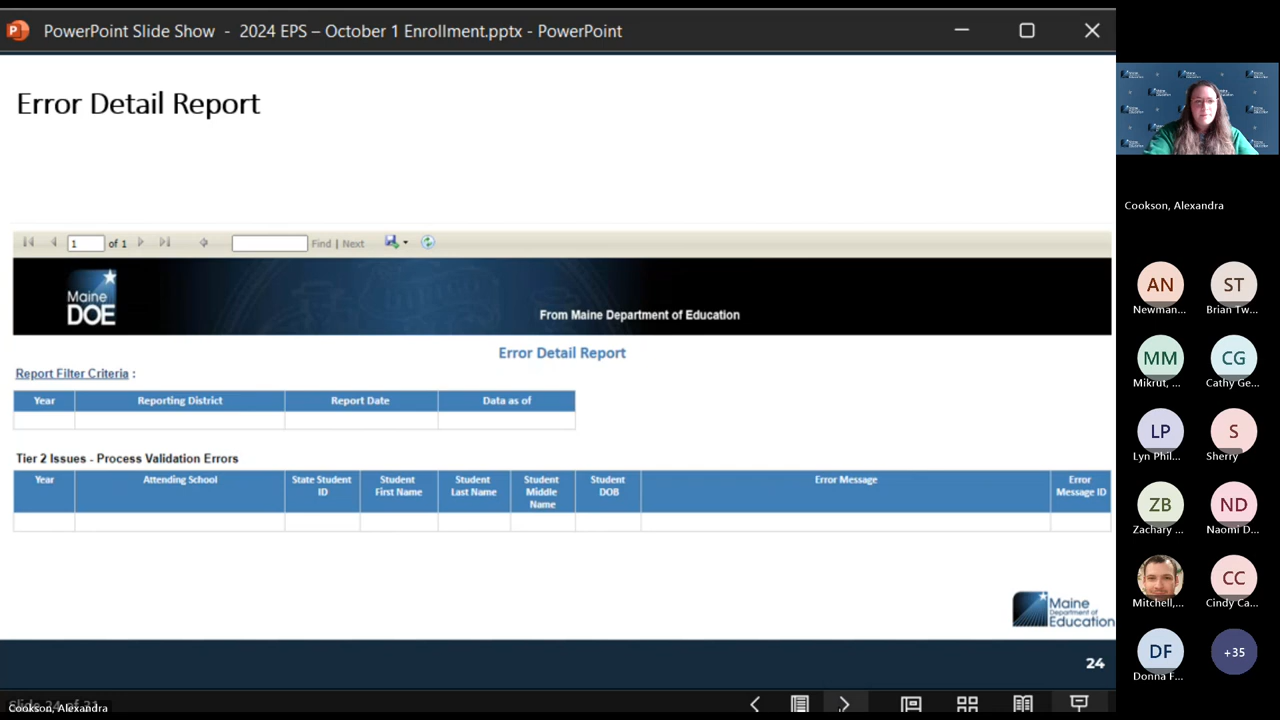 PowerPoint Slide Show - 2024 EPS – October 1 Enrollment.pptx - PowerPoint
Error Detail Report
1 of 1 Find | Next
Maine
DOE
From Maine Department of Education
Error Detail Report
Report Filter Criteria :
Year Reporting District Report Date Data as of
Tier 2 Issues - Process Validation Errors
Year Attending School State Student ID Student First Name Student Last Name Student Middle Name Student DOB Error Message Error Message ID
Maine
Department of
Education
24
Cookson, Alexandra
Cookson, Alexandra
AN ST
Newman... Brian Tw...
MM CG
Mikrut, ... Cathy Ge...
LP S
Lyn Phil... Sherry
ZB ND
Zachary ... Naomi D...
Mitchell,... CC
Cindy Ca...
DF +35
Donna F...